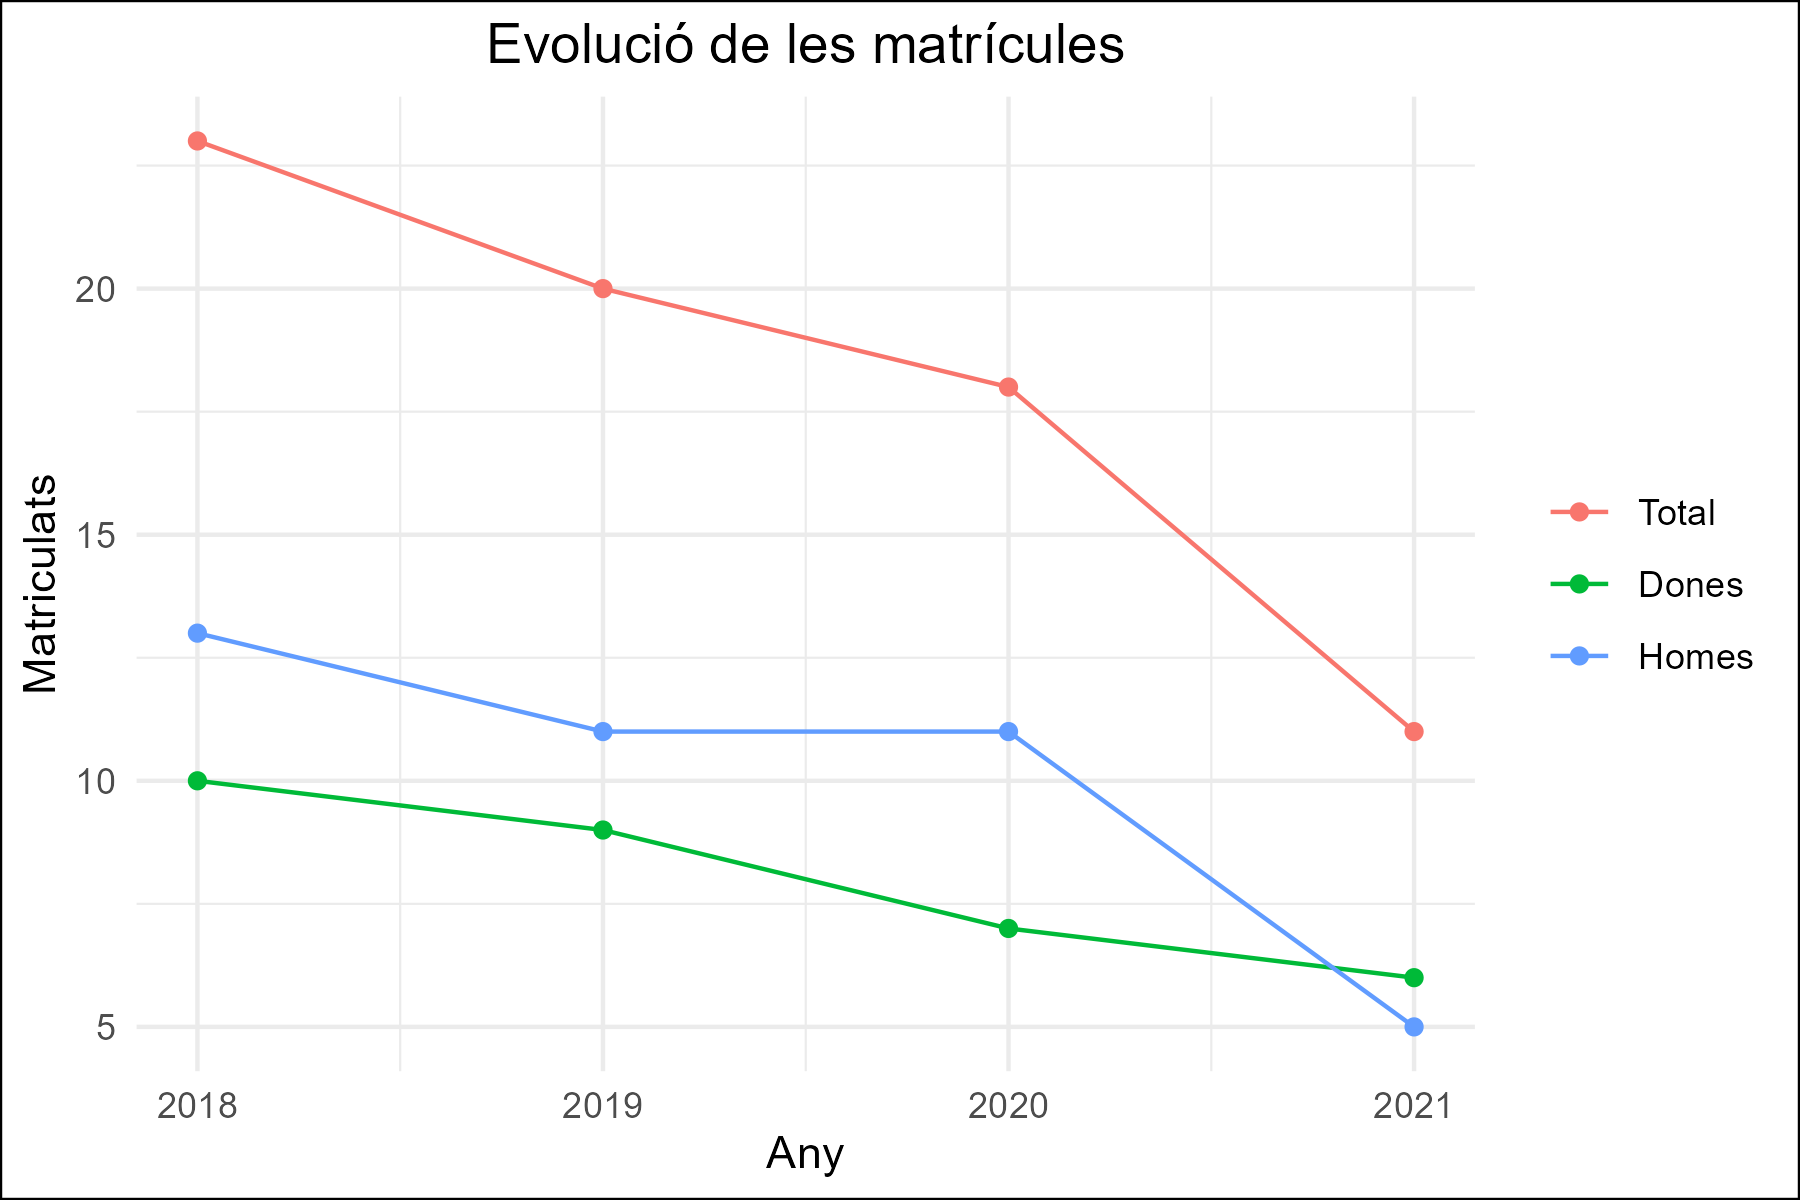 Evolució de les matrícules
Matriculats
20
15
10
5
2018 2019 2020 2021
Any
Total
Dones
Homes